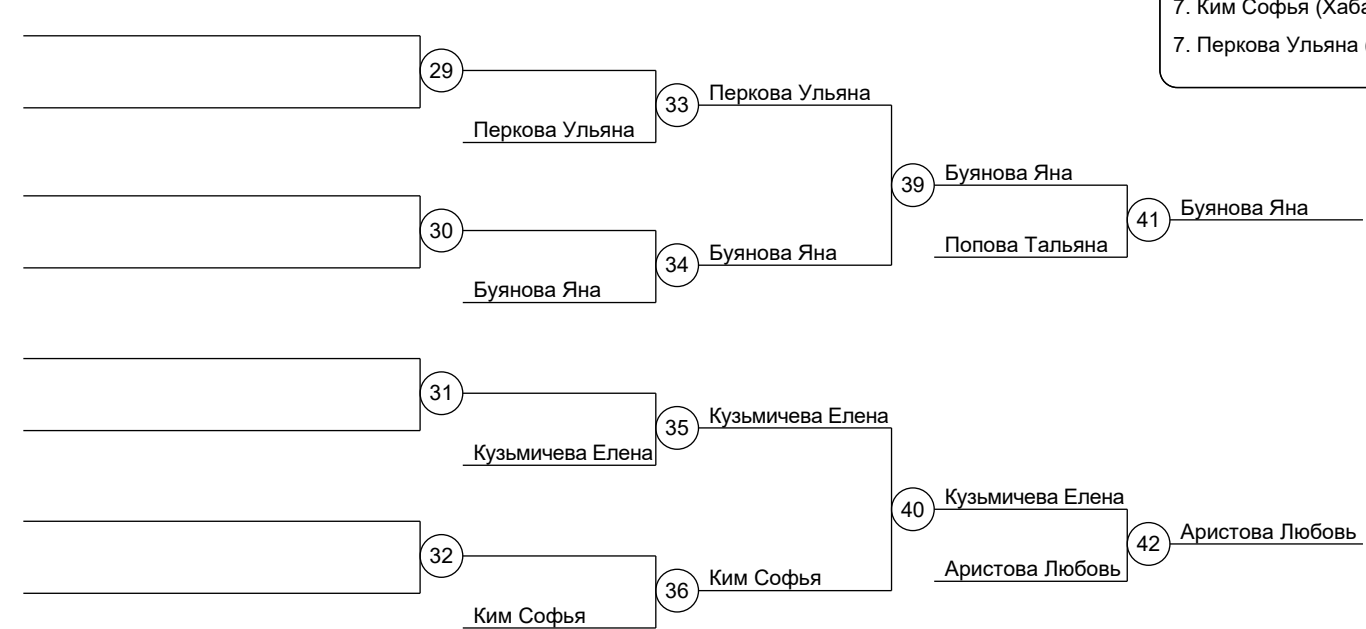 7. Ким Софья (Хаба
7. Перкова Ульяна
29
33 Перкова Ульяна
Перкова Ульяна
39 Буянова Яна
41 Буянова Яна
30
34 Буянова Яна
Попова Тальяна
Буянова Яна
31
35 Кузьмичева Елена
Кузьмичева Елена
40 Кузьмичева Елена
42 Аристова Любовь
32
36 Ким Софья
Аристова Любовь
Ким Софья